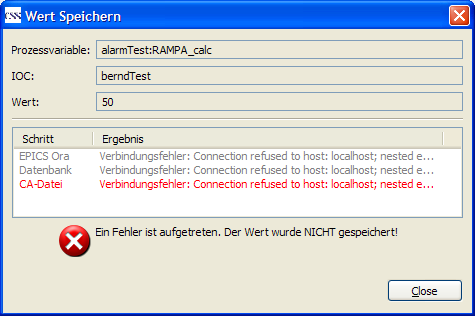 CSS Wert Speichern
Prozessvariable: alarmTest:RAMPA_calc
IOC: berndTest
Wert: 50
Schritt Ergebnis
EPICS Ora Verbindungsfehler: Connection refused to host: localhost; nested e...
Datenbank Verbindungsfehler: Connection refused to host: localhost; nested e...
CA-Datei Verbindungsfehler: Connection refused to host: localhost; nested e...
Ein Fehler ist aufgetreten. Der Wert wurde NICHT gespeichert!
Close